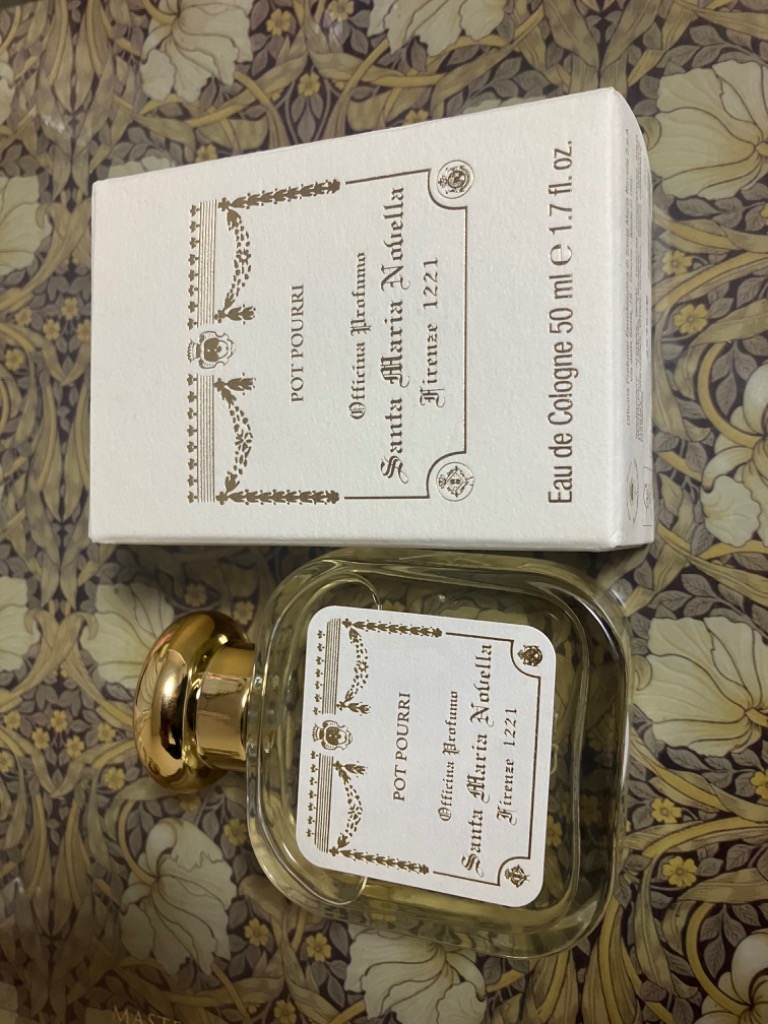 POT POURRI
Officina Profumo
Santa Maria Novella
Firenze 1221
Eau de Cologne 50 ml ℮ 1.7 fl. oz.
POT POURRI
Officina Profumo
Santa Maria Novella
Firenze 1221